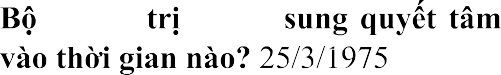 Bộ trị sung quyết tâm
vào thời gian nào? 25/3/1975